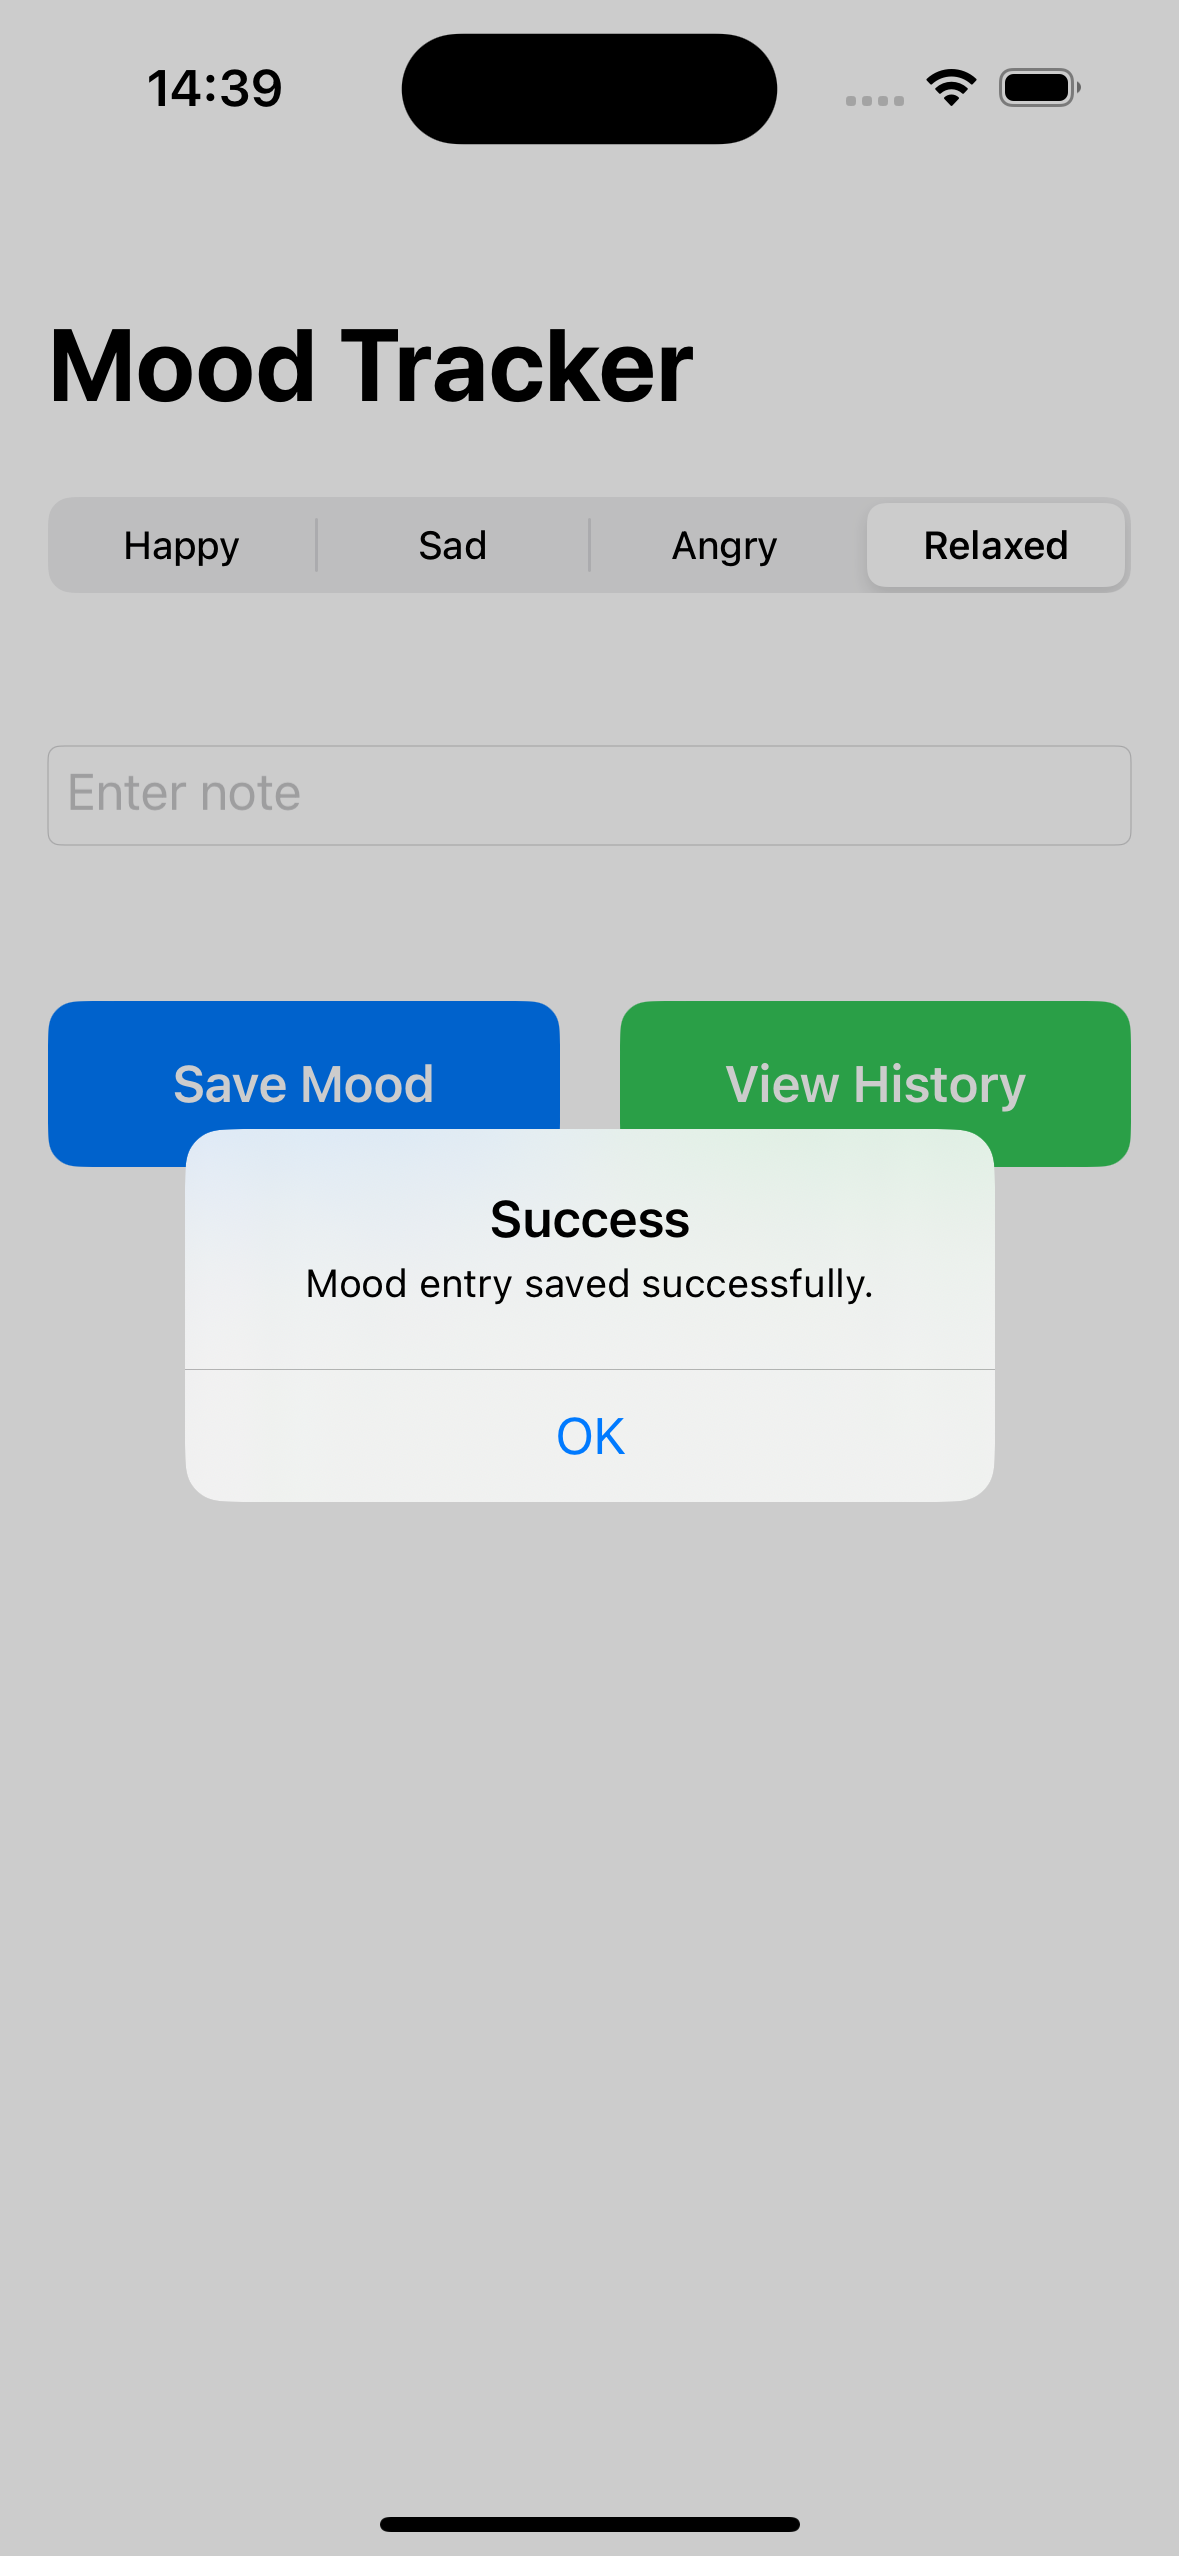 14:39
Mood Tracker
Happy Sad Angry Relaxed
Enter note
Save Mood View History
Success
Mood entry saved successfully.
OK